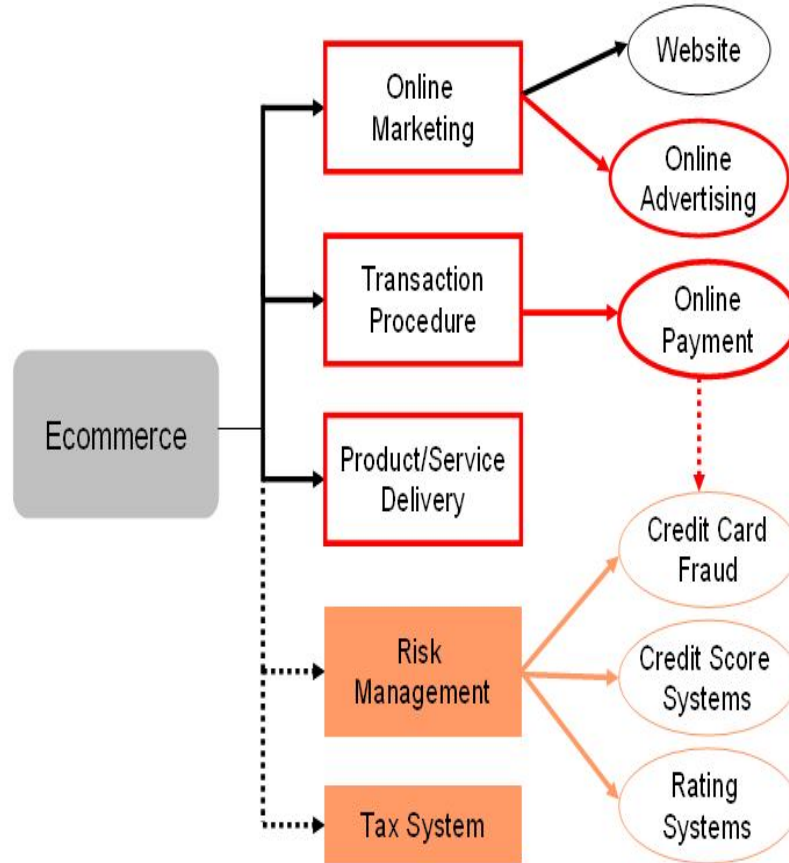 Website
Online
Marketing
Online
Advertising
Transaction
Procedure
Online
Payment
Ecommerce
Product/Service
Delivery
Credit Card
Fraud
Risk
Management
Credit Score
Systems
Rating
Systems
Tax System